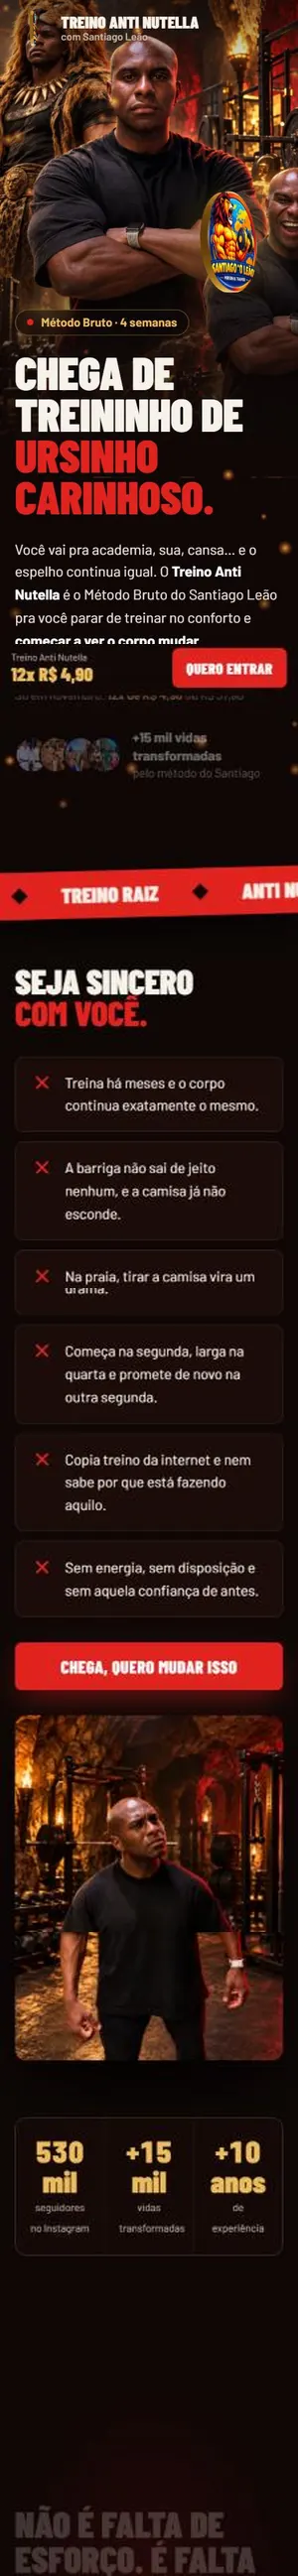 TREINO ANTI NUTELLA
com Santiago Leão
SANTIAGO "O LEÃO"
Método Bruto · 4 semanas
CHEGA DE
TREININHO DE
URSINHO
CARINHOSO.
Você vai pra academia, sua, cansa... e o
espelho continua igual. O Treino Anti
Nutella é o Método Bruto do Santiago Leão
pra você parar de treinar no conforto e
começar a ver o corpo mudar
Treino Anti Nutella
12x R$ 4,90
QUERO ENTRAR
+15 mil vidas
transformadas
pelo método do Santiago
TREINO RAIZ
ANTI
SEJA SINCERO
COM VOCÊ.
Treina há meses e o corpo
continua exatamente o mesmo.
A barriga não sai de jeito
nenhum, e a camisa já não
esconde.
Na praia, tirar a camisa vira um
drama.
Começa na segunda, larga na
quarta e promete de novo na
outra segunda.
Copia treino da internet e nem
sabe por que está fazendo
aquilo.
Sem energia, sem disposição e
sem aquela confiança de antes.
CHEGA, QUERO MUDAR ISSO
530
mil
seguidores
no Instagram
+15
mil
vidas
transformadas
+10
anos
de
experiência
NÃO É FALTA DE
ESFORÇO. É FALTA